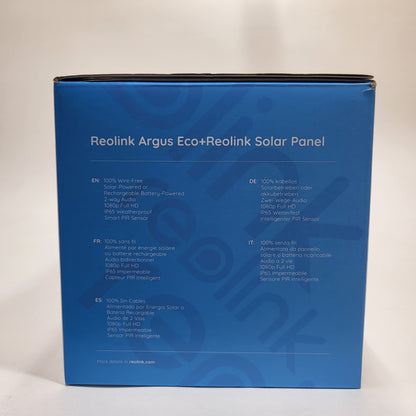 Reolink Argus Eco+Reolink Solar Panel
EN: 100% Wire-Free
Solar-Powered or
Rechargeable Battery-Powered
2-way Audio
1080p Full HD
IP65 Weatherproof
Smart PIR Sensor
DE: 100% kabellos
Solarbetrieben oder
akkubetrieben
Zwei Wege-Audio
1080p Full HD
IP65 Wetterfest
Intelligenter PIR Sensor
FR: 100% sans fil
Alimenté par énergie solaire
ou batterie rechargeable
Audio bidirectionnel
1080p Full HD
IP65 Imperméable
Capteur PIR Intelligent
IT: 100% senza fili
Alimentata da pannello
solare o batteria ricaricabile
Audio a 2 vie
1080p Full HD
IP65 Impermeabile
Sensore PIR Intelligente
ES: 100% Sin Cables
Alimentado por Energía Solar o
Batería Recargable
Audio de 2 Vías
1080p Full HD
IP65 Impermeable
Sensor PIR Inteligente
More details in reolink.com
reolink
reolink